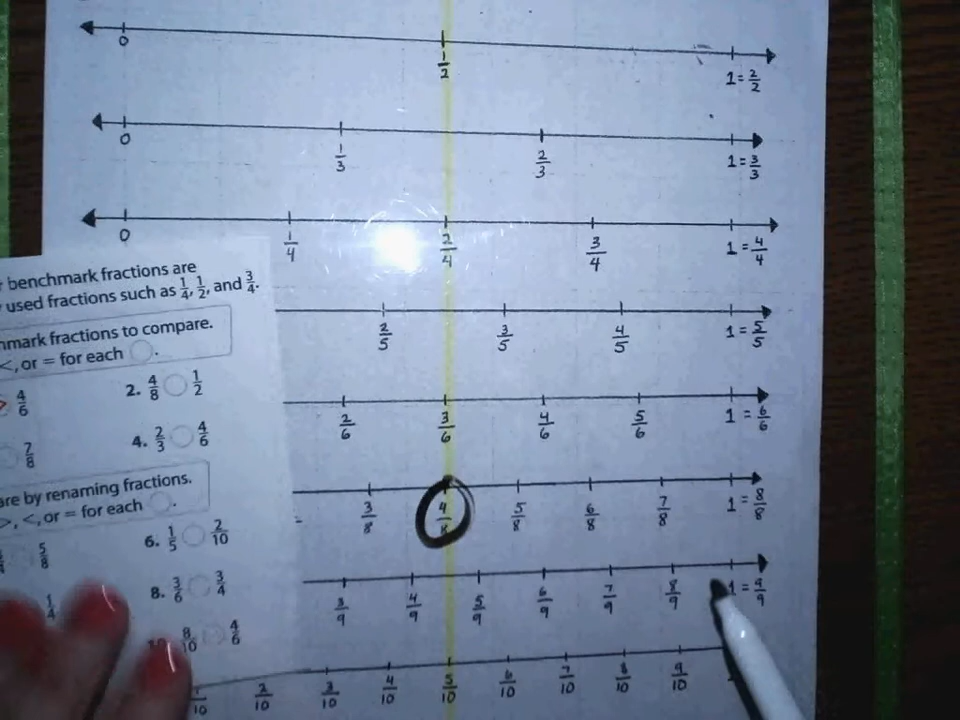 0 1/2 1=2/2
0 1/3 2/3 1=3/3
0 1/4 2/4 3/4 1=4/4
benchmark fractions are
used fractions such as 1/4, 1/2, and 3/4.
2/5 3/5 4/5 1=5/5
fractions to compare.
<, or = for each
4/6 2. 4/8 1/2
2/6 3/6 4/6 5/6 1=6/6
7/8 4. 2/3 4/6
by renaming fractions.
>, <, or = for each
3/8 4/8 5/8 6/8 7/8 1=8/8
5/8 6. 1/5 2/10
1/4 8. 3/6 3/4
3/9 4/9 5/9 6/9 7/9 8/9 1=9/9
8/10 4/6
1/10 2/10 3/10 4/10 5/10 6/10 7/10 8/10 9/10